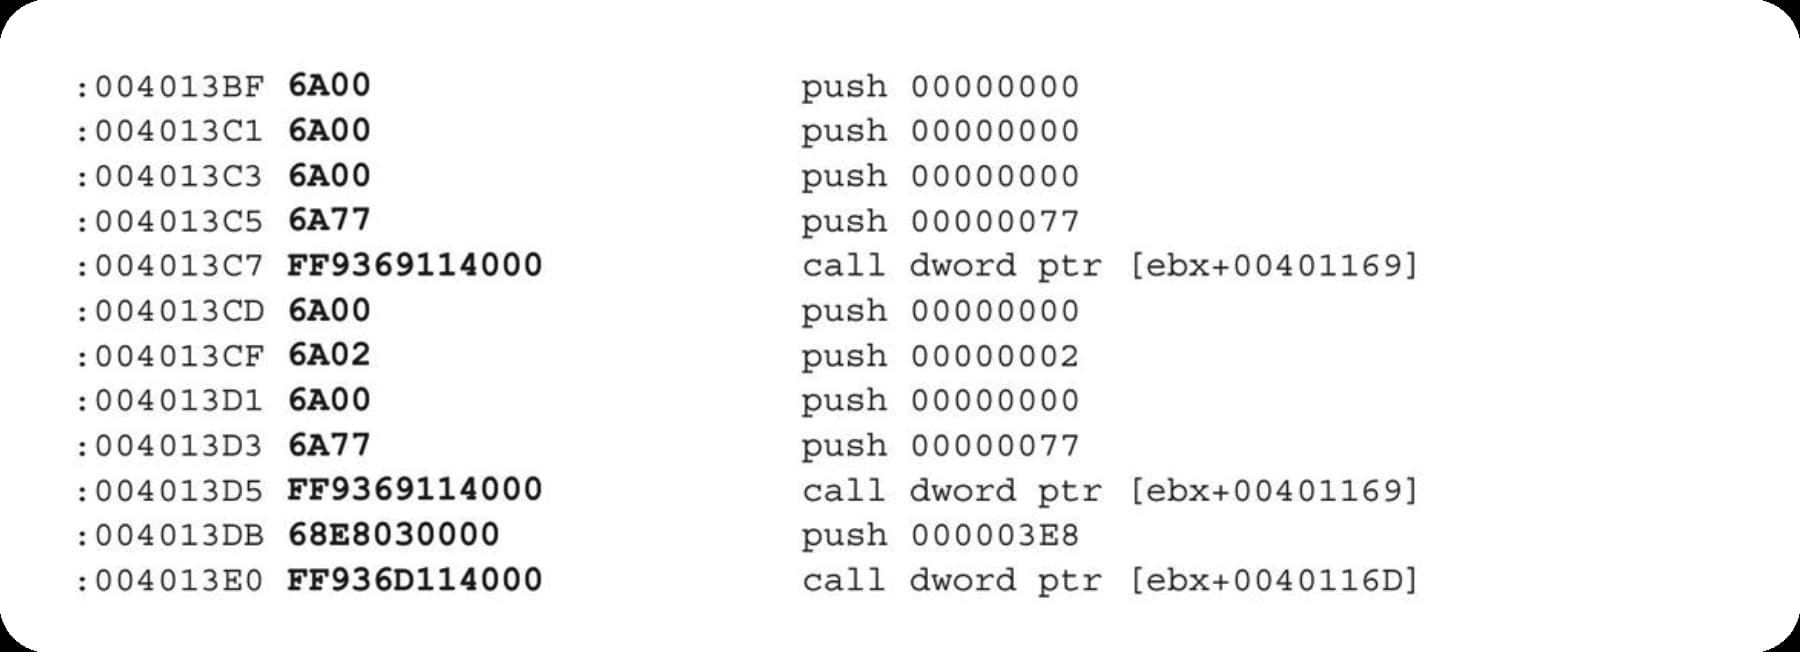 :004013BF 6A00 push 00000000
:004013C1 6A00 push 00000000
:004013C3 6A00 push 00000000
:004013C5 6A77 push 00000077
:004013C7 FF9369114000 call dword ptr [ebx+00401169]
:004013CD 6A00 push 00000000
:004013CF 6A02 push 00000002
:004013D1 6A00 push 00000000
:004013D3 6A77 push 00000077
:004013D5 FF9369114000 call dword ptr [ebx+00401169]
:004013DB 68E8030000 push 000003E8
:004013E0 FF936D114000 call dword ptr [ebx+0040116D]